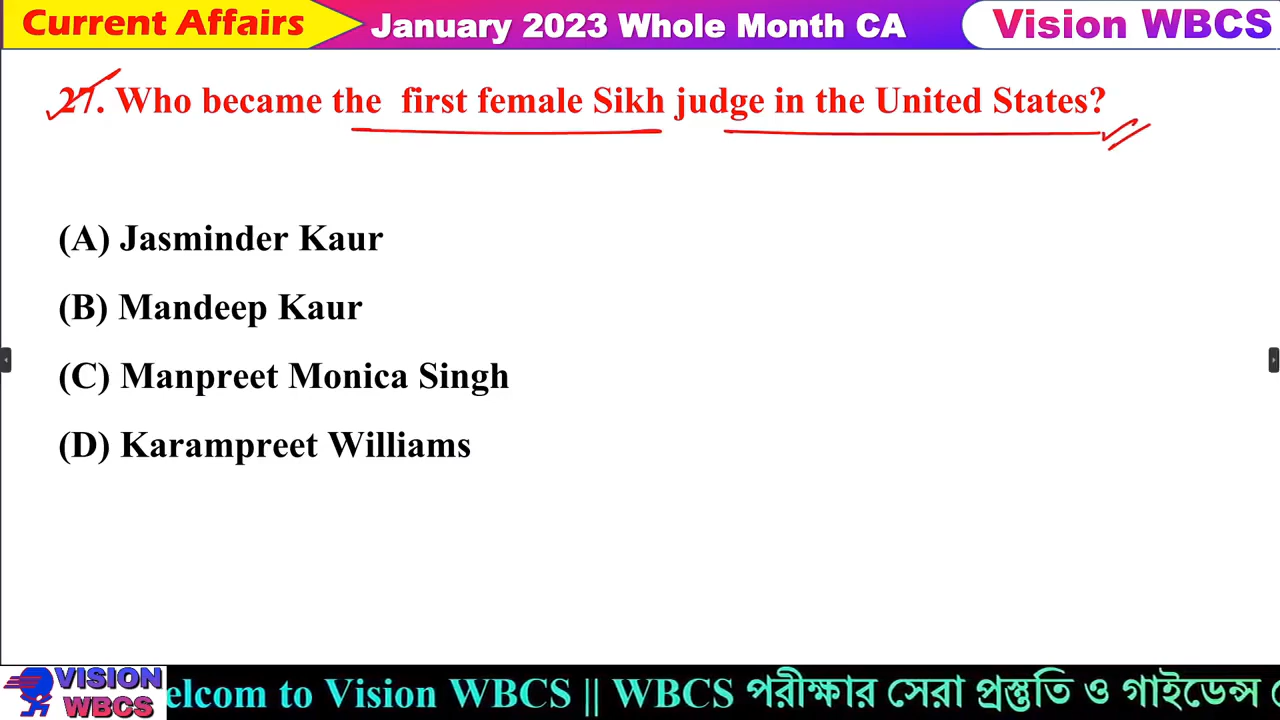 Current Affairs
January 2023 Whole Month CA
Vision WBCS
27. Who became the first female Sikh judge in the United States?
(A) Jasminder Kaur
(B) Mandeep Kaur
(C) Manpreet Monica Singh
(D) Karampreet Williams
VISION
WBCS
elcom to Vision WBCS || WBCS পরীক্ষার সেরা প্রস্তুতি ও গাইডেন্স